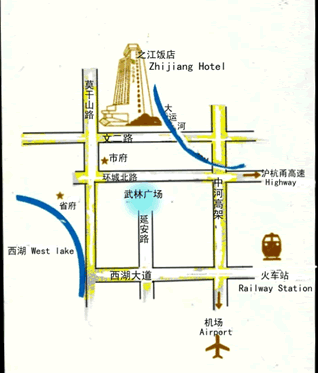 之江饭店
Zhijiang Hotel
莫干山路
大运河
文二路
市府
环城北路
沪杭甬高速
Highway
武林广场
省府
中河高架
延安路
西湖 West lake
西湖大道
火车站
Railway Station
机场
Airport